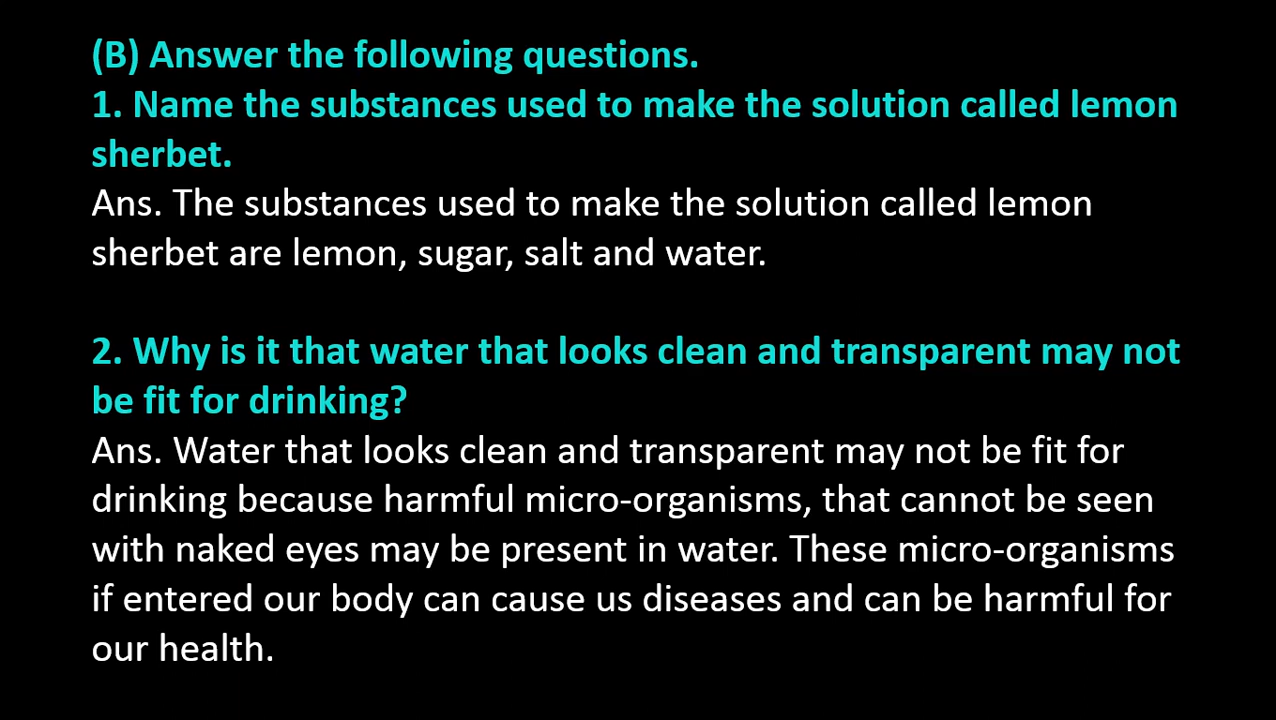 (B) Answer the following questions.
1. Name the substances used to make the solution called lemon
sherbet.
Ans. The substances used to make the solution called lemon
sherbet are lemon, sugar, salt and water.
2. Why is it that water that looks clean and transparent may not
be fit for drinking?
Ans. Water that looks clean and transparent may not be fit for
drinking because harmful micro-organisms, that cannot be seen
with naked eyes may be present in water. These micro-organisms
if entered our body can cause us diseases and can be harmful for
our health.